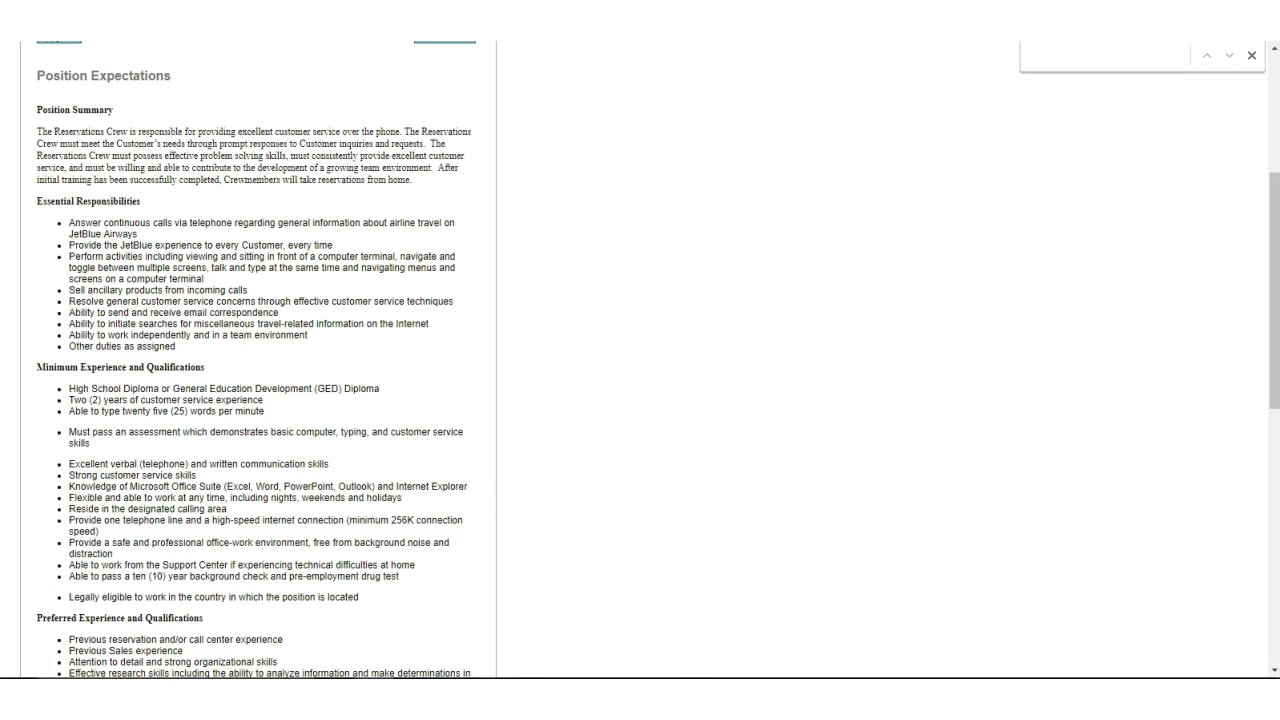 Position Expectations
Position Summary
The Reservations Crew is responsible for providing excellent customer service over the phone. The Reservations
Crew must meet the Customer's needs through prompt responses to Customer inquiries and requests.  The
Reservations Crew must possess effective problem solving skills, must consistently provide excellent customer
service, and must be willing and able to contribute to the development of a growing team environment.  After
initial training has been successfully completed, Crewmembers will take reservations from home.
Essential Responsibilities
• Answer continuous calls via telephone regarding general information about airline travel on
JetBlue Airways
• Provide the JetBlue experience to every Customer, every time
• Perform activities including viewing and sitting in front of a computer terminal, navigate and
toggle between multiple screens, talk and type at the same time and navigating menus and
screens on a computer terminal
• Sell ancillary products from incoming calls
• Resolve general customer service concerns through effective customer service techniques
• Ability to send and receive email correspondence
• Ability to initiate searches for miscellaneous travel-related information on the Internet
• Ability to work independently and in a team environment
• Other duties as assigned
Minimum Experience and Qualifications
• High School Diploma or General Education Development (GED) Diploma
• Two (2) years of customer service experience
• Able to type twenty five (25) words per minute
• Must pass an assessment which demonstrates basic computer, typing, and customer service
skills
• Excellent verbal (telephone) and written communication skills
• Strong customer service skills
• Knowledge of Microsoft Office Suite (Excel, Word, PowerPoint, Outlook) and Internet Explorer
• Flexible and able to work at any time, including nights, weekends and holidays
• Reside in the designated calling area
• Provide one telephone line and a high-speed internet connection (minimum 256K connection
speed)
• Provide a safe and professional office-work environment, free from background noise and
distraction
• Able to work from the Support Center if experiencing technical difficulties at home
• Able to pass a ten (10) year background check and pre-employment drug test
• Legally eligible to work in the country in which the position is located
Preferred Experience and Qualifications
• Previous reservation and/or call center experience
• Previous Sales experience
• Attention to detail and strong organizational skills
• Effective research skills including the ability to analyze information and make determinations in